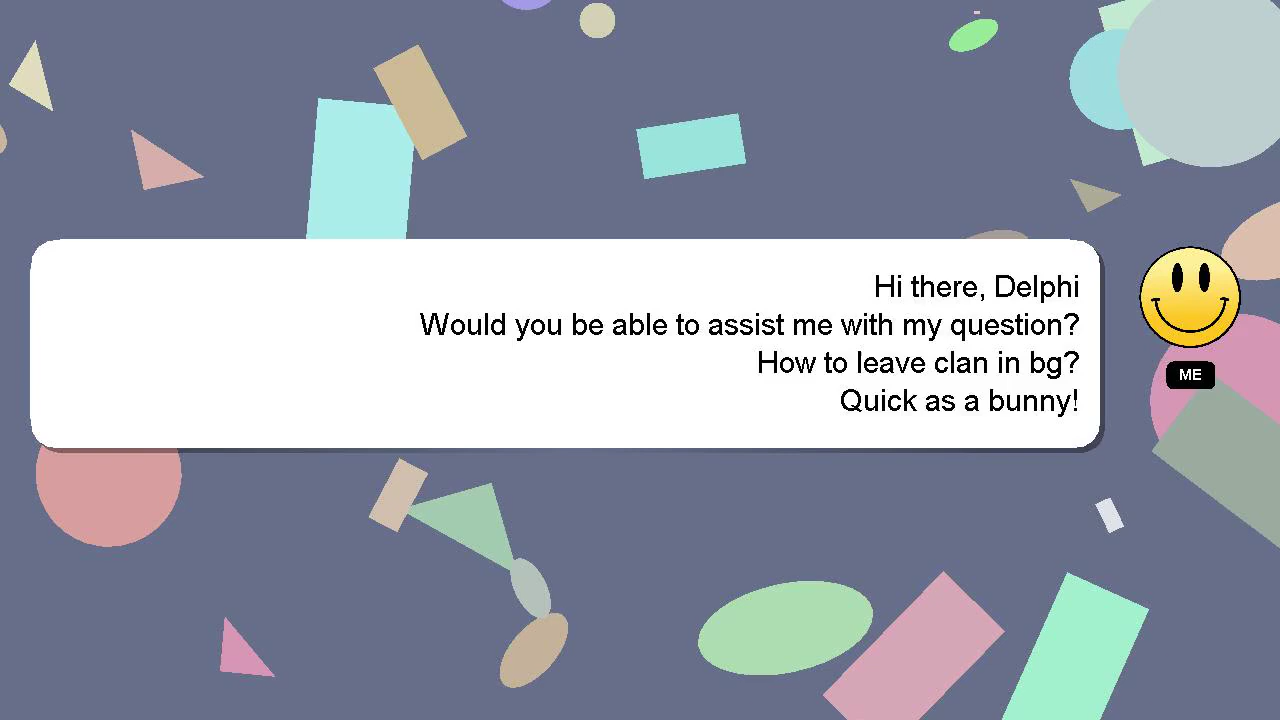 Hi there, Delphi
Would you be able to assist me with my question?
How to leave clan in bg?
Quick as a bunny!
ME